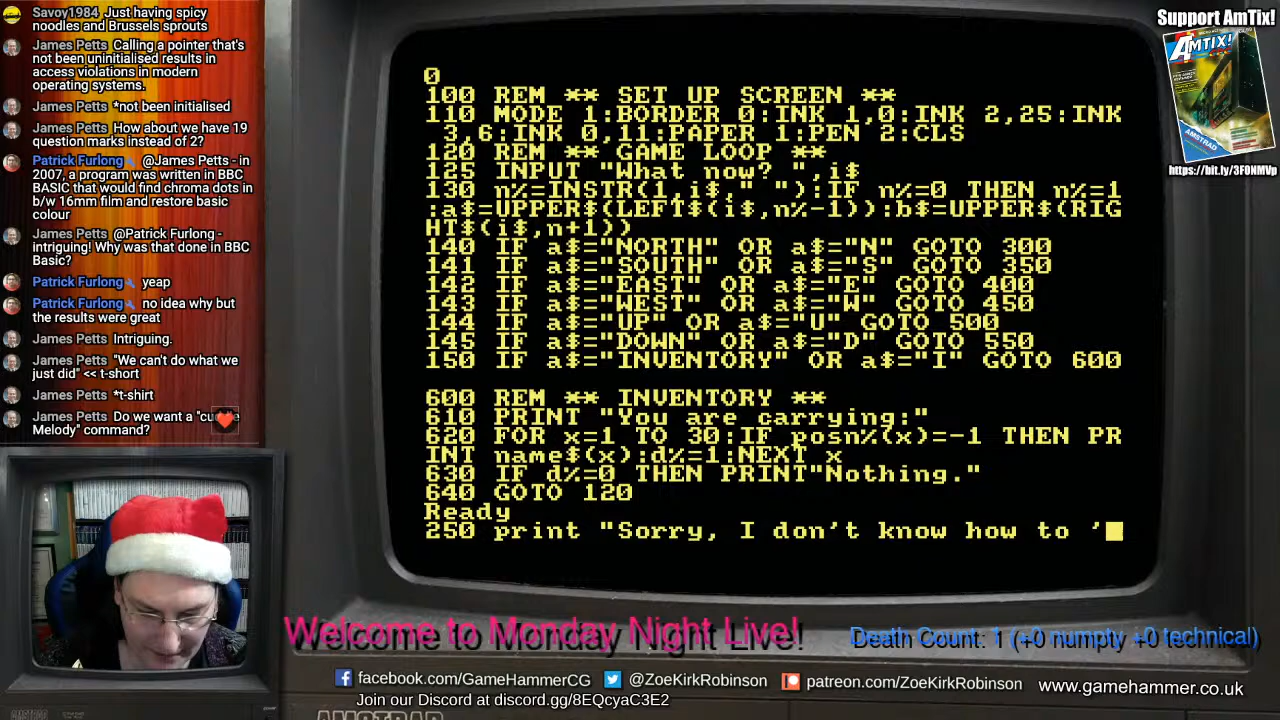 Savoy1984 Just having spicy
noodles and Brussels sprouts
James Petts Calling a pointer that's
not been uninitialised results in
access violations in modern
operating systems.
James Petts *not been initialised
James Petts How about we have 19
question marks instead of 2?
Patrick Furlong @James Petts - in
2007, a program was written in BBC
BASIC that would find chroma dots in
b/w 16mm film and restore basic
colour
James Petts @Patrick Furlong -
intriguing! Why was that done in BBC
Basic?
Patrick Furlong yeap
Patrick Furlong no idea why but
the results were great
James Petts Intriguing.
James Petts "We can't do what we
just did" << t-short
James Petts *t-shirt
James Petts Do we want a
Melody" command?
0
100 REM ** SET UP SCREEN **
110 MODE 1:BORDER 0:INK 1,0:INK 2,25:INK
3,6:INK 0,11:PAPER 1:PEN 2:CLS
120 REM ** GAME LOOP **
125 INPUT "What now? ",i$
130 n%=INSTR(1,i$," "):IF n%=0 THEN n%=1
:a$=UPPER$(LEFT$(i$,n%-1)):b$=UPPER$(RIG
HT$(i$,n+1))
140 IF a$="NORTH" OR a$="N" GOTO 300
141 IF a$="SOUTH" OR a$="S" GOTO 350
142 IF a$="EAST" OR a$="E" GOTO 400
143 IF a$="WEST" OR a$="W" GOTO 450
144 IF a$="UP" OR a$="U" GOTO 500
145 IF a$="DOWN" OR a$="D" GOTO 550
150 IF a$="INVENTORY" OR a$="I" GOTO 600
600 REM ** INVENTORY **
610 PRINT "You are carrying:"
620 FOR x=1 TO 30:IF posn%(x)=-1 THEN PR
INT name$(x):d%=1:NEXT x
630 IF d%=0 THEN PRINT"Nothing."
640 GOTO 120
Ready
250 print "Sorry, I don't know how to '
Support AmTix!
AMTIX!
AMSTRAD
https://bit.ly/3F0NMVp
Welcome to Monday Night Live!
Death Count: 1 (+0 numpty +0 technical)
facebook.com/GameHammerCG @ZoeKirkRobinson patreon.com/ZoeKirkRobinson www.gamehammer.co.uk
Join our Discord at discord.gg/8EQcyaC3E2
AMSTRAD